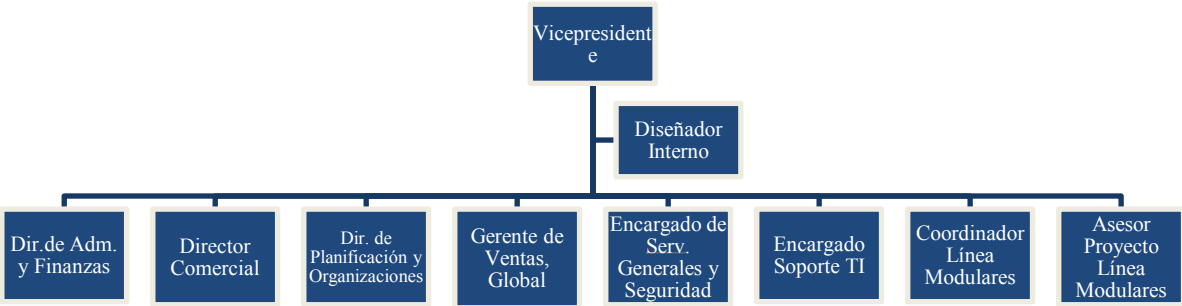 Vicepresident
e
Diseñador
Interno
Dir.de Adm.
y Finanzas
Director
Comercial
Dir. de
Planificación y
Organizaciones
Gerente de
Ventas,
Global
Encargado de
Serv.
Generales y
Seguridad
Encargado
Soporte TI
Coordinador
Línea
Modulares
Asesor
Proyecto
Línea
Modulares